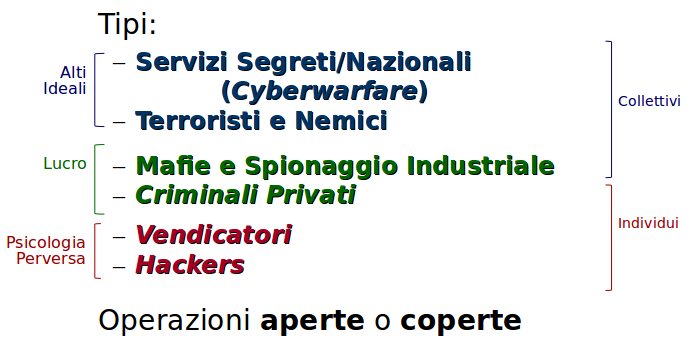 Tipi:
Alti
Ideali
– Servizi Segreti/Nazionali
(Cyberwarfare)
– Terroristi e Nemici
Collettivi
Lucro
– Mafie e Spionaggio Industriale
– Criminali Privati
Psicologia
Perversa
– Vendicatori
– Hackers
Individui
Operazioni aperte o coperte